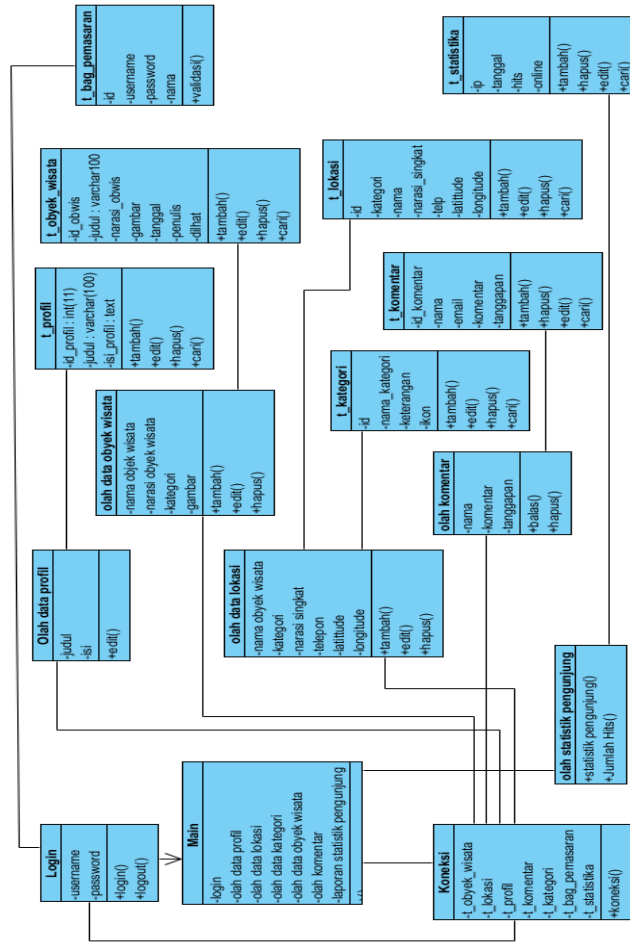 Login
-username
-password
+login()
+logout()
Main
-login
-olah data profil
-olah data lokasi
-olah data kategori
-olah data obyek wisata
-olah komentar
-laporan statistik pengunjung
Koneksi
-t_obyek_wisata
-t_lokasi
-t_profil
-t_komentar
-t_kategori
-t_bag_pemasaran
-t_statistika
+koneksi()
Olah data profil
-judul
-isi
+edit()
olah data obyek wisata
-nama objek wisata
-narasi obyek wisata
-kategori
-gambar
+tambah()
+edit()
+hapus()
olah data lokasi
-nama obyek wisata
-kategori
-narasi singkat
-telepon
-latittude
-longitude
+tambah()
+edit()
+hapus()
olah komentar
-nama
-komentar
-tanggapan
+balas()
+hapus()
olah statistik pengunjung
+statistik pengunjung()
+Jumlah Hits()
t_bag_pemasaran
-id
-username
-password
-nama
+validasi()
t_obyek_wisata
-id_obwis
-judul : varchar100
-narasi_obwis
-gambar
-tanggal
-penulis
-dilhat
+tambah()
+edit()
+hapus()
+cari()
t_profil
-id_profil : int(11)
-judul : varchar(100)
-isi_profil : text
+tambah()
+edit()
+hapus()
+cari()
t_lokasi
-id
-kategori
-nama
-narasi_singkat
-telp
-latittude
-longitude
+tambah()
+edit()
+hapus()
+cari()
t_kategori
-id
-nama_kategori
-keterangan
-ikon
+tambah()
+edit()
+hapus()
+cari()
t_komentar
-id_komentar
-nama
-email
-komentar
-tanggapan
+tambah()
+hapus()
+edit()
+cari()
t_statistika
-ip
-tanggal
-hits
-online
+tambah()
+hapus()
+edit()
+cari()